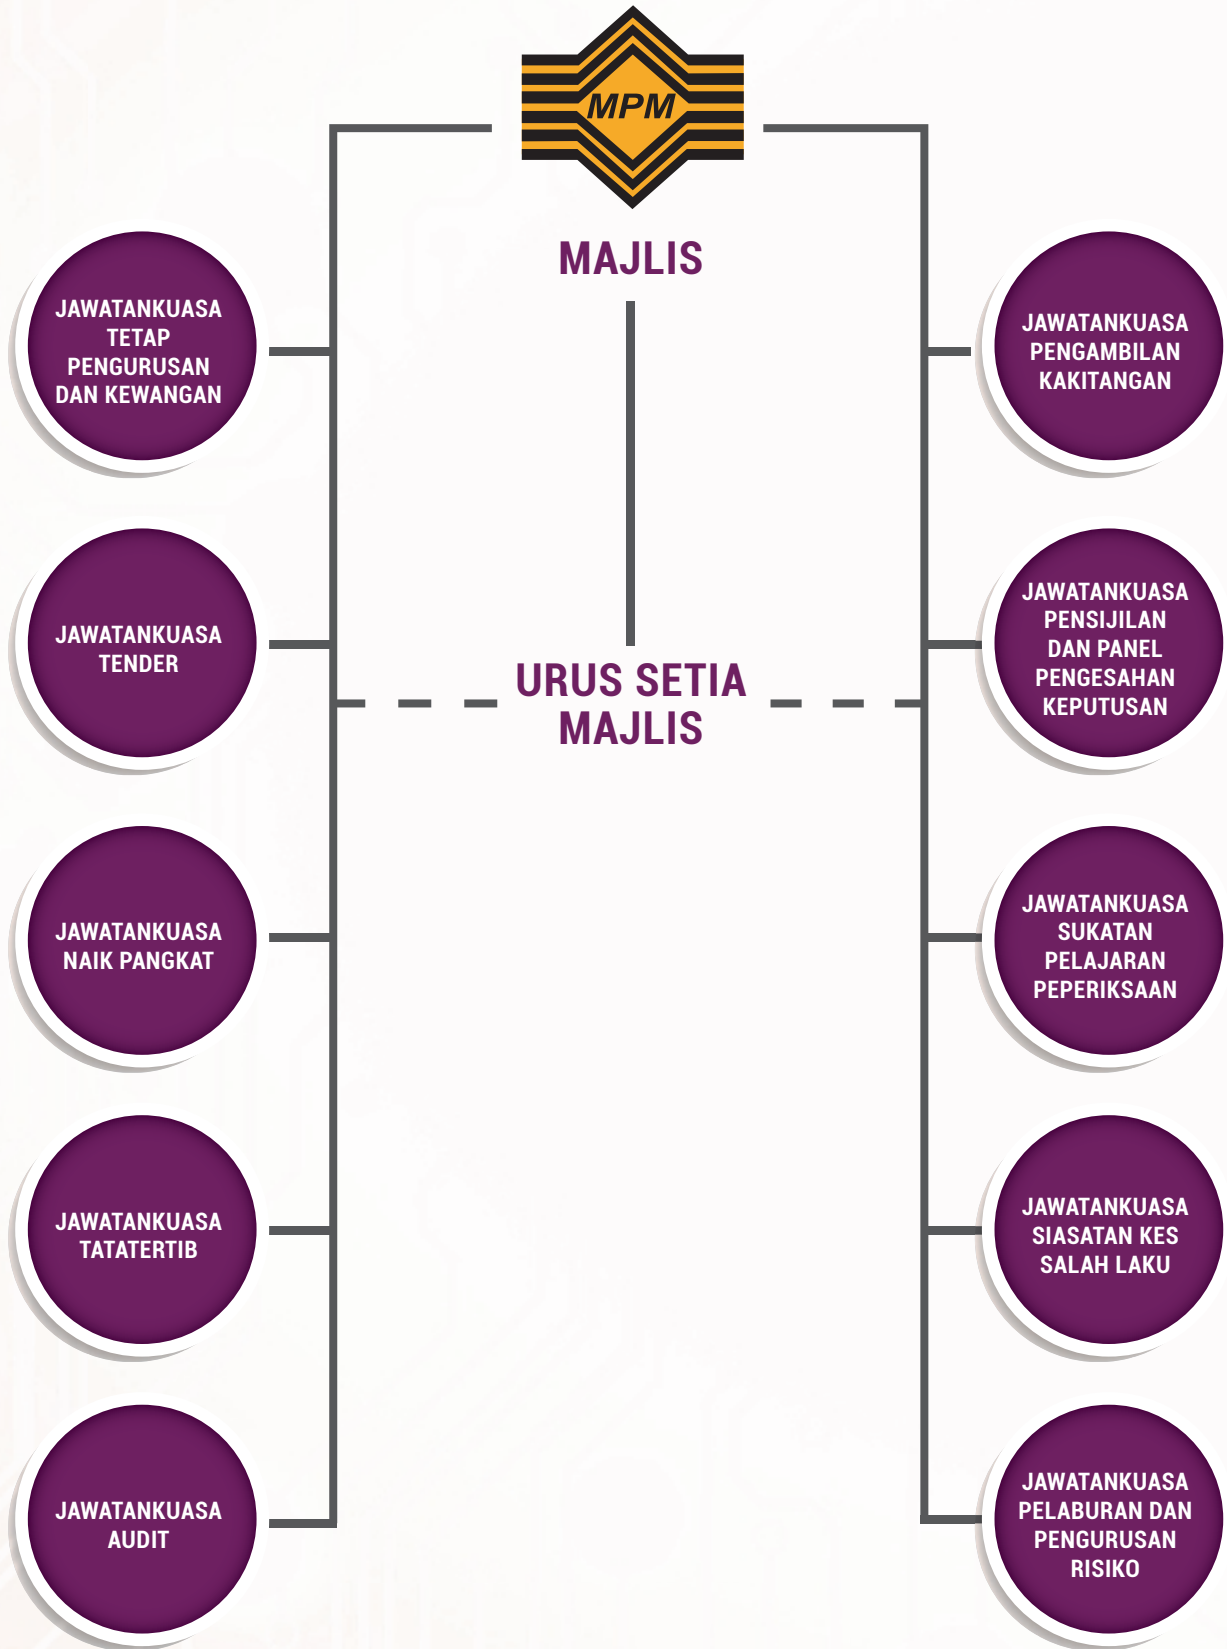 MPM
MAJLIS
URUS SETIA
MAJLIS
JAWATANKUASA
TETAP
PENGURUSAN
DAN KEWANGAN
JAWATANKUASA
TENDER
JAWATANKUASA
NAIK PANGKAT
JAWATANKUASA
TATATERTIB
JAWATANKUASA
AUDIT
JAWATANKUASA
PENGAMBILAN
KAKITANGAN
JAWATANKUASA
PENSIJILAN
DAN PANEL
PENGESAHAN
KEPUTUSAN
JAWATANKUASA
SUKATAN
PELAJARAN
PEPERIKSAAN
JAWATANKUASA
SIASATAN KES
SALAH LAKU
JAWATANKUASA
PELABURAN DAN
PENGURUSAN
RISIKO